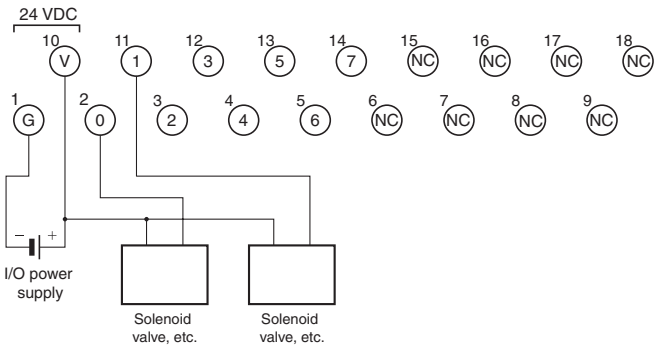 24 VDC
10 11 12 13 14 15 16 17 18
V 1 3 5 7 NC NC NC NC
1 2 3 4 5 6 7 8 9
G 0 2 4 6 NC NC NC NC
– +
I/O power
supply
Solenoid
valve, etc.
Solenoid
valve, etc.